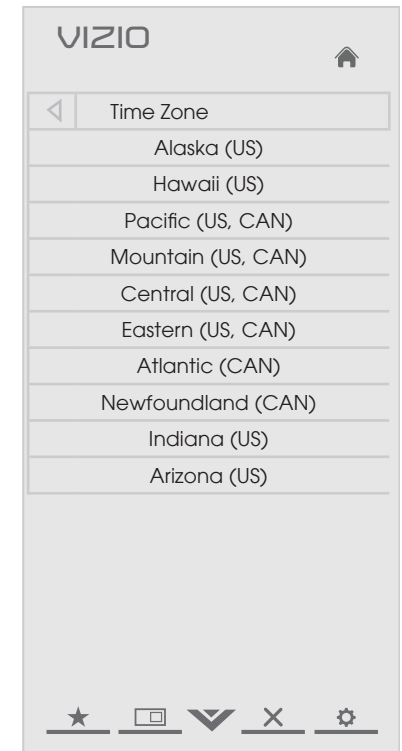 VIZIO
Time Zone
Alaska (US)
Hawaii (US)
Pacific (US, CAN)
Mountain (US, CAN)
Central (US, CAN)
Eastern (US, CAN)
Atlantic (CAN)
Newfoundland (CAN)
Indiana (US)
Arizona (US)